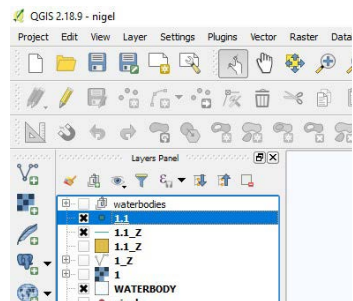 QGIS 2.18.9 - nigel
Project Edit View Layer Settings Plugins Vector Raster Data
Layers Panel
waterbodies
1.1
1.1_Z
1.1_Z
1_Z
1
WATERBODY